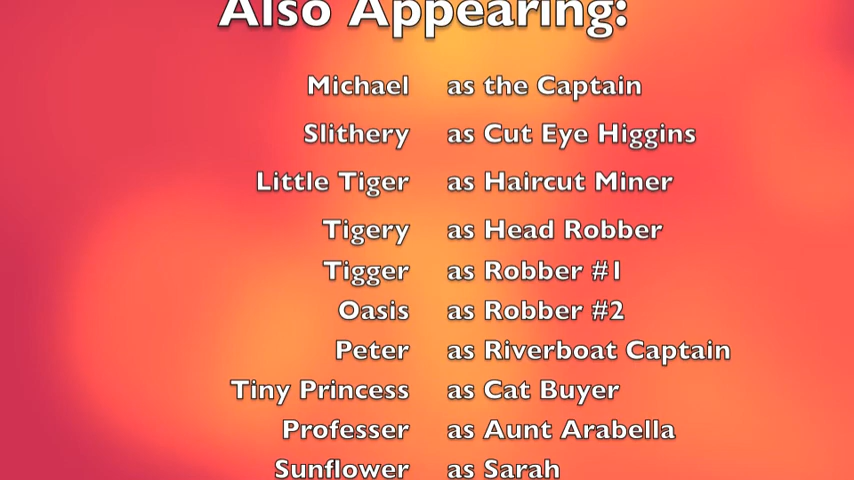 Also Appearing:
Michael as the Captain
Slithery as Cut Eye Higgins
Little Tiger as Haircut Miner
Tigery as Head Robber
Tigger as Robber #1
Oasis as Robber #2
Peter as Riverboat Captain
Tiny Princess as Cat Buyer
Professer as Aunt Arabella
Sunflower as Sarah